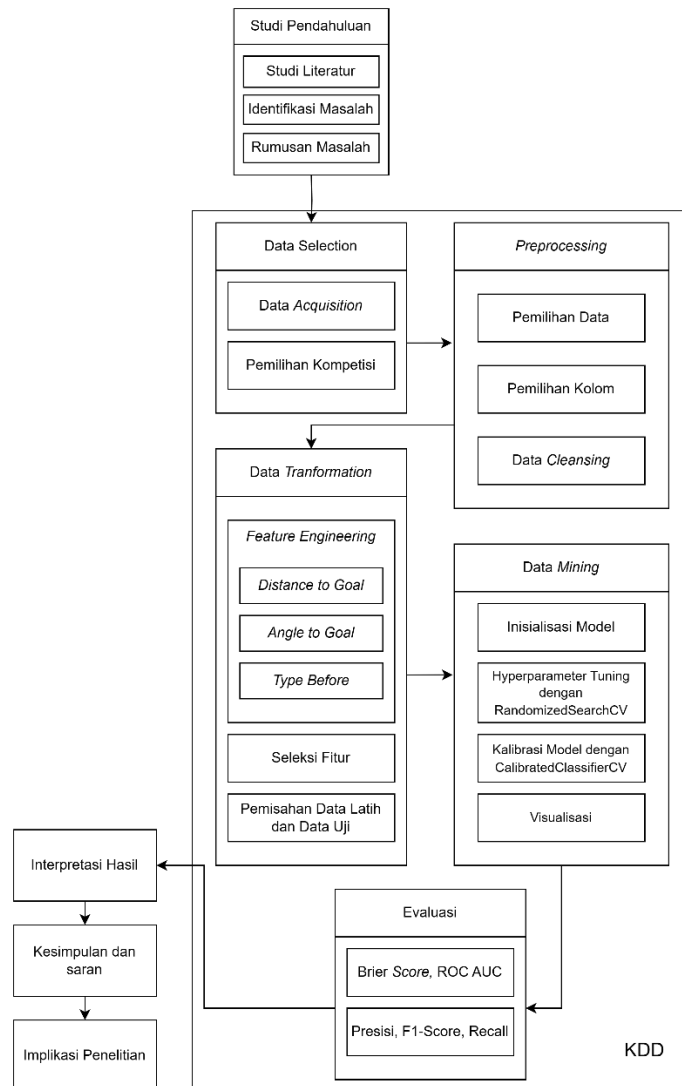 Studi Pendahuluan
Studi Literatur
Identifikasi Masalah
Rumusan Masalah
Data Selection
Data Acquisition
Pemilihan Kompetisi
Preprocessing
Pemilihan Data
Pemilihan Kolom
Data Cleansing
Data Tranformation
Feature Engineering
Distance to Goal
Angle to Goal
Type Before
Seleksi Fitur
Pemisahan Data Latih
dan Data Uji
Data Mining
Inisialisasi Model
Hyperparameter Tuning
dengan
RandomizedSearchCV
Kalibrasi Model dengan
CalibratedClassifierCV
Visualisasi
Evaluasi
Brier Score, ROC AUC
Presisi, F1-Score, Recall
KDD
Interpretasi Hasil
Kesimpulan dan
saran
Implikasi Penelitian